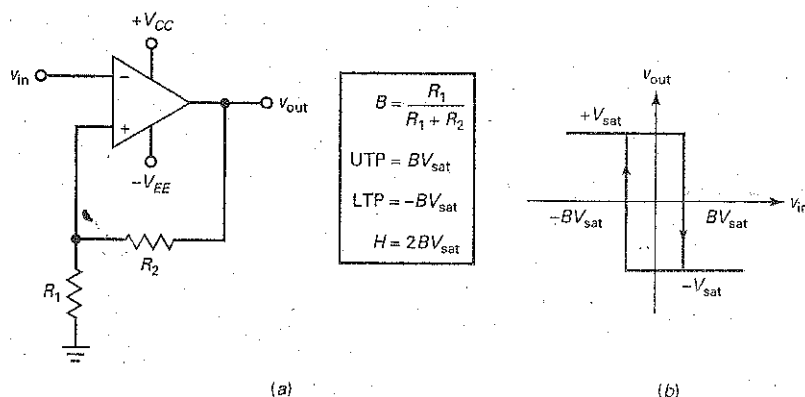 +V_CC
v_in
−
+
v_out
−V_EE
R_2
R_1
B = R_1 / (R_1 + R_2)
UTP = BV_sat
LTP = −BV_sat
H = 2BV_sat
v_out
+V_sat
v_in
−BV_sat
BV_sat
−V_sat
(a)
(b)